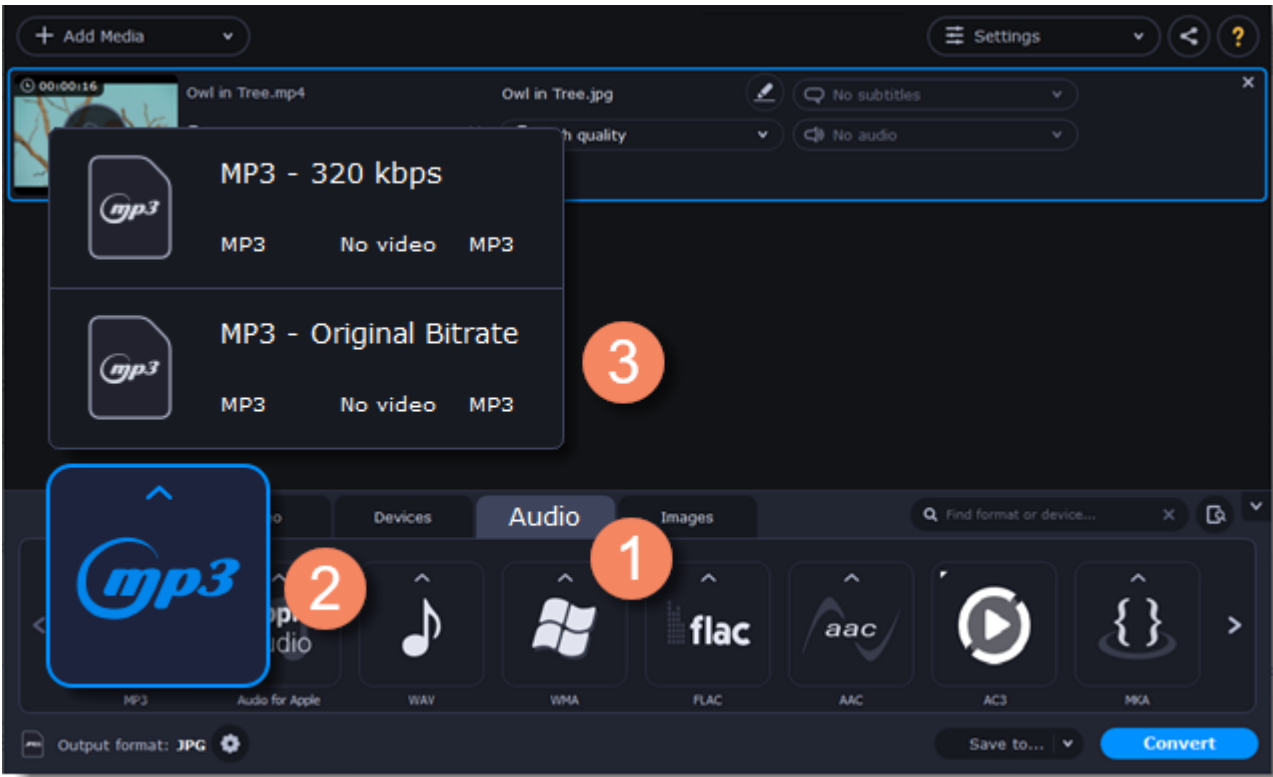 Add Media
Settings
?
00:00:16
Owl in Tree.mp4
Owl in Tree.jpg
No subtitles
quality
No audio
mp3
MP3 - 320 kbps
MP3 No video MP3
mp3
MP3 - Original Bitrate
MP3 No video MP3
3
Devices
Audio
Images
Find format or device...
1
2
mp3
flac
aac
MP3
Audio for Apple
WAV
WMA
FLAC
AAC
AC3
MKA
Output format: JPG
Save to...
Convert